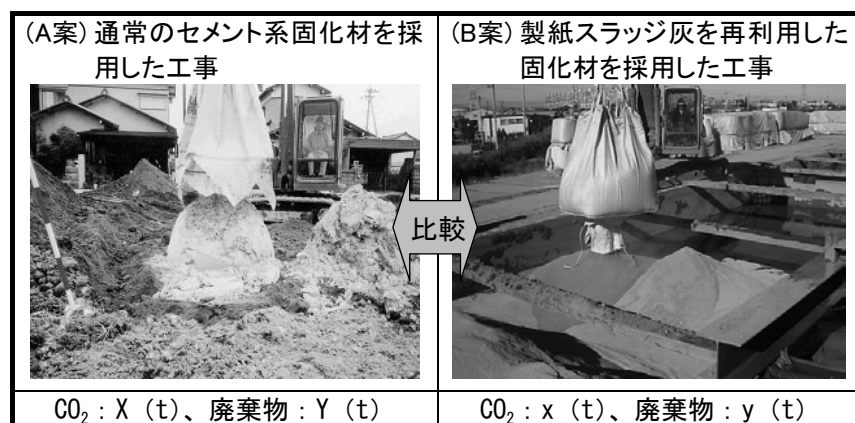 (A案) 通常のセメント系固化材を採
用した工事
(B案) 製紙スラッジ灰を再利用した
固化材を採用した工事
比較
CO₂：X (t)、廃棄物：Y (t)
CO₂：x (t)、廃棄物：y (t)